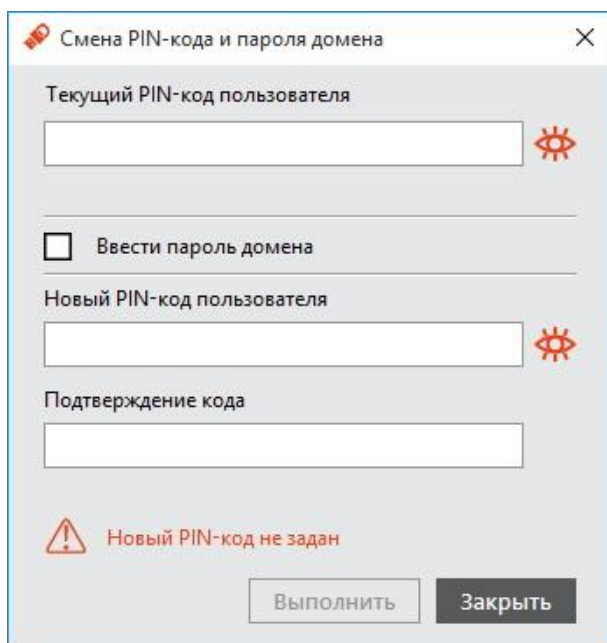 Смена PIN-кода и пароля домена
Текущий PIN-код пользователя
Ввести пароль домена
Новый PIN-код пользователя
Подтверждение кода
Новый PIN-код не задан
Выполнить Закрыть